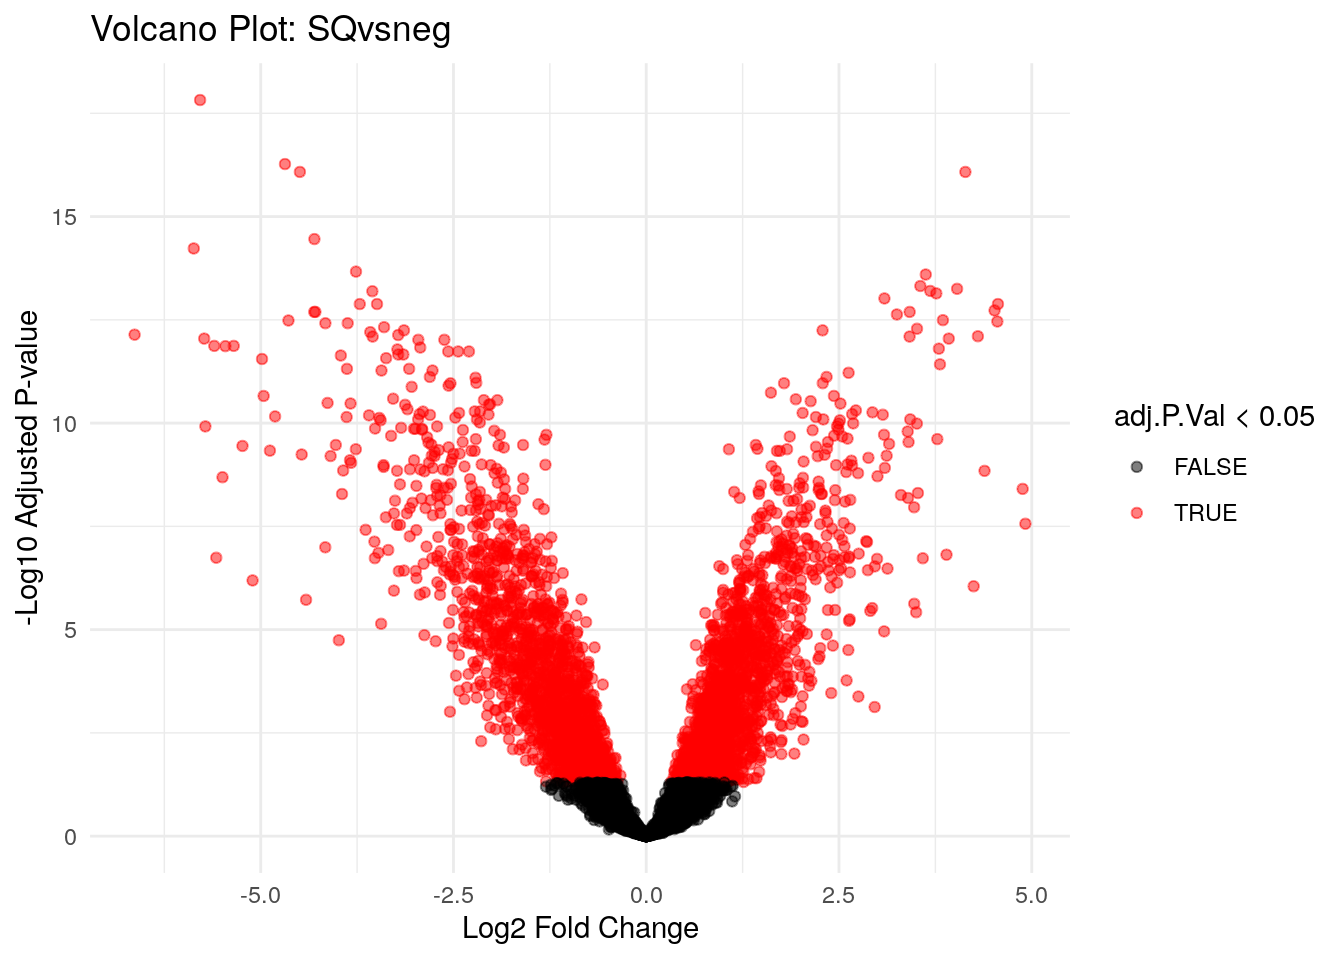 Volcano Plot: SQvsneg
-Log10 Adjusted P-value
15
10
5
0
-5.0
-2.5
0.0
2.5
5.0
Log2 Fold Change
adj.P.Val < 0.05
FALSE
TRUE